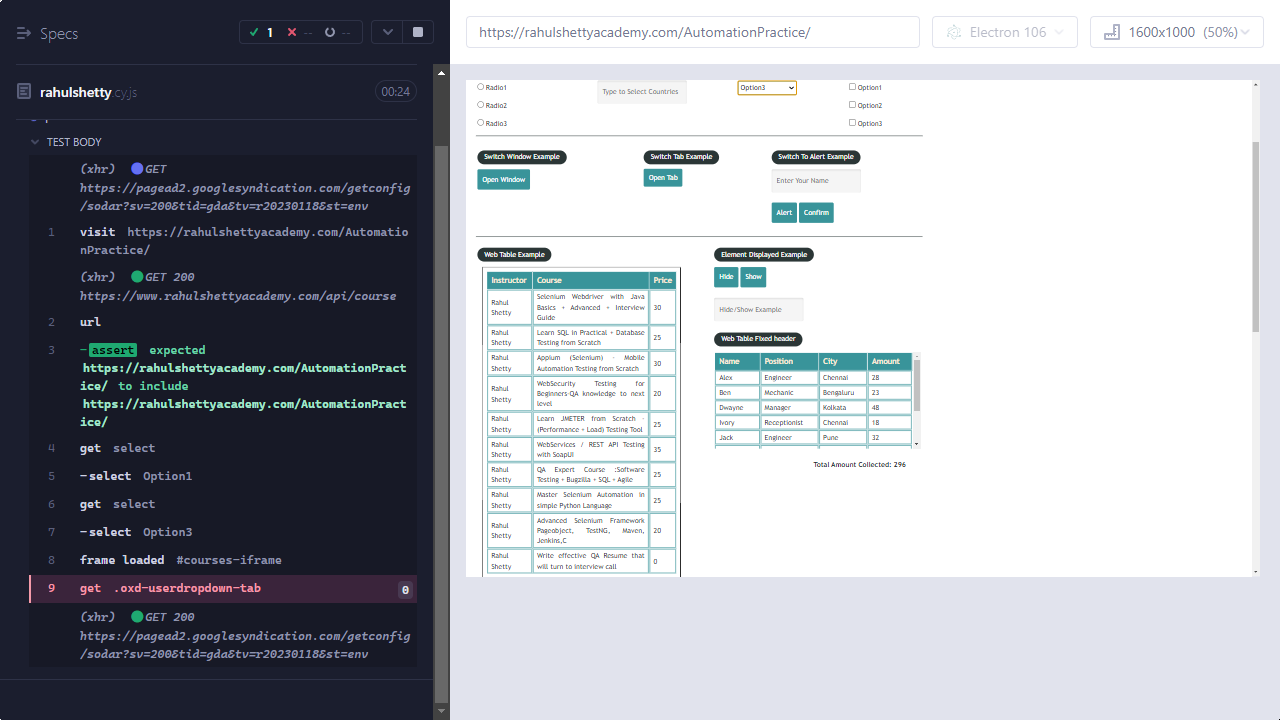 Specs
1
--
--
rahulshetty.cy.js
00:24
TEST BODY
(xhr) GET
https://pagead2.googlesyndication.com/getconfig
/sodar?sv=200&tid=gda&tv=r20230118&st=env
1 visit https://rahulshettyacademy.com/Automatio
nPractice/
(xhr) GET 200
https://www.rahulshettyacademy.com/api/course
2 url
3 -assert expected
https://rahulshettyacademy.com/AutomationPract
ice/ to include
https://rahulshettyacademy.com/AutomationPract
ice/
4 get select
5 -select Option1
6 get select
7 -select Option3
8 frame loaded #courses-iframe
9 get .oxd-userdropdown-tab 0
(xhr) GET 200
https://pagead2.googlesyndication.com/getconfig
/sodar?sv=200&tid=gda&tv=r20230118&st=env
https://rahulshettyacademy.com/AutomationPractice/
Electron 106
1600x1000 (50%)
Radio1
Radio2
Radio3
Type to Select Countries
Option3
Option1
Option2
Option3
Switch Window Example
Open Window
Switch Tab Example
Open Tab
Switch To Alert Example
Enter Your Name
Alert Confirm
Web Table Example
Instructor Course Price
Rahul Shetty Selenium Webdriver with Java Basics + Advanced + Interview Guide 30
Rahul Shetty Learn SQL in Practical + Database Testing from Scratch 25
Rahul Shetty Appium (Selenium) - Mobile Automation Testing from Scratch 30
Rahul Shetty WebSecurity Testing for Beginners-QA knowledge to next level 20
Rahul Shetty Learn JMETER from Scratch - (Performance + Load) Testing Tool 25
Rahul Shetty WebServices / REST API Testing with SoapUI 35
Rahul Shetty QA Expert Course :Software Testing + Bugzilla + SQL + Agile 25
Rahul Shetty Master Selenium Automation in simple Python Language 25
Rahul Shetty Advanced Selenium Framework Pageobject, TestNG, Maven, Jenkins,C 20
Rahul Shetty Write effective QA Resume that will turn to interview call 0
Element Displayed Example
Hide Show
Hide/Show Example
Web Table Fixed header
Name Position City Amount
Alex Engineer Chennai 28
Ben Mechanic Bengaluru 23
Dwayne Manager Kolkata 48
Ivory Receptionist Chennai 18
Jack Engineer Pune 32
Total Amount Collected: 296